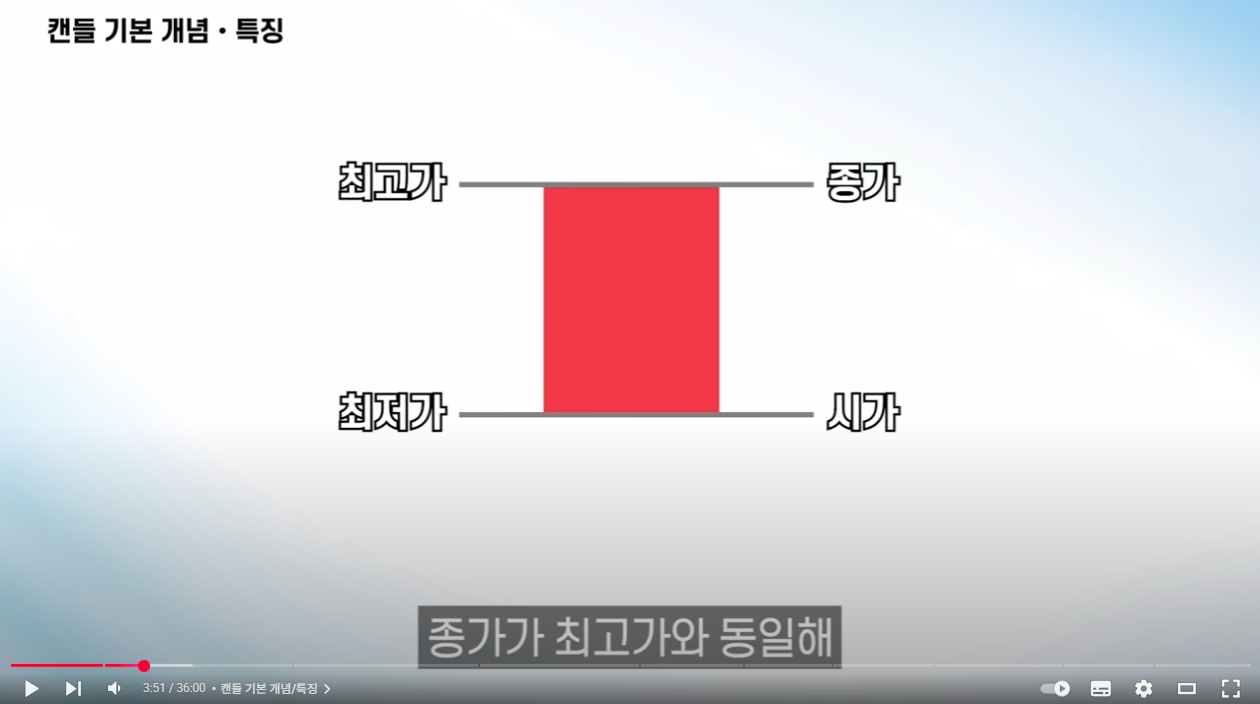 캔들 기본 개념 · 특징
최고가 종가
최저가 시가
종가가 최고가와 동일해
3:51 / 36:00 • 캔들 기본 개념/특징 >